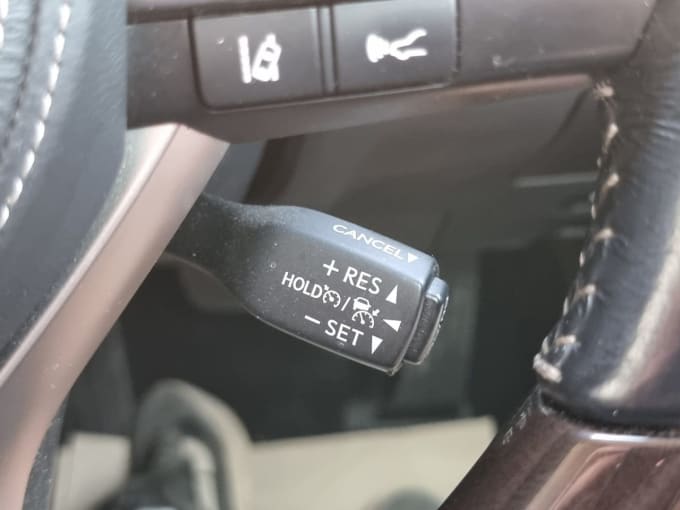 CANCEL▼
+ RES ▲
HOLD / ◀
− SET ▼